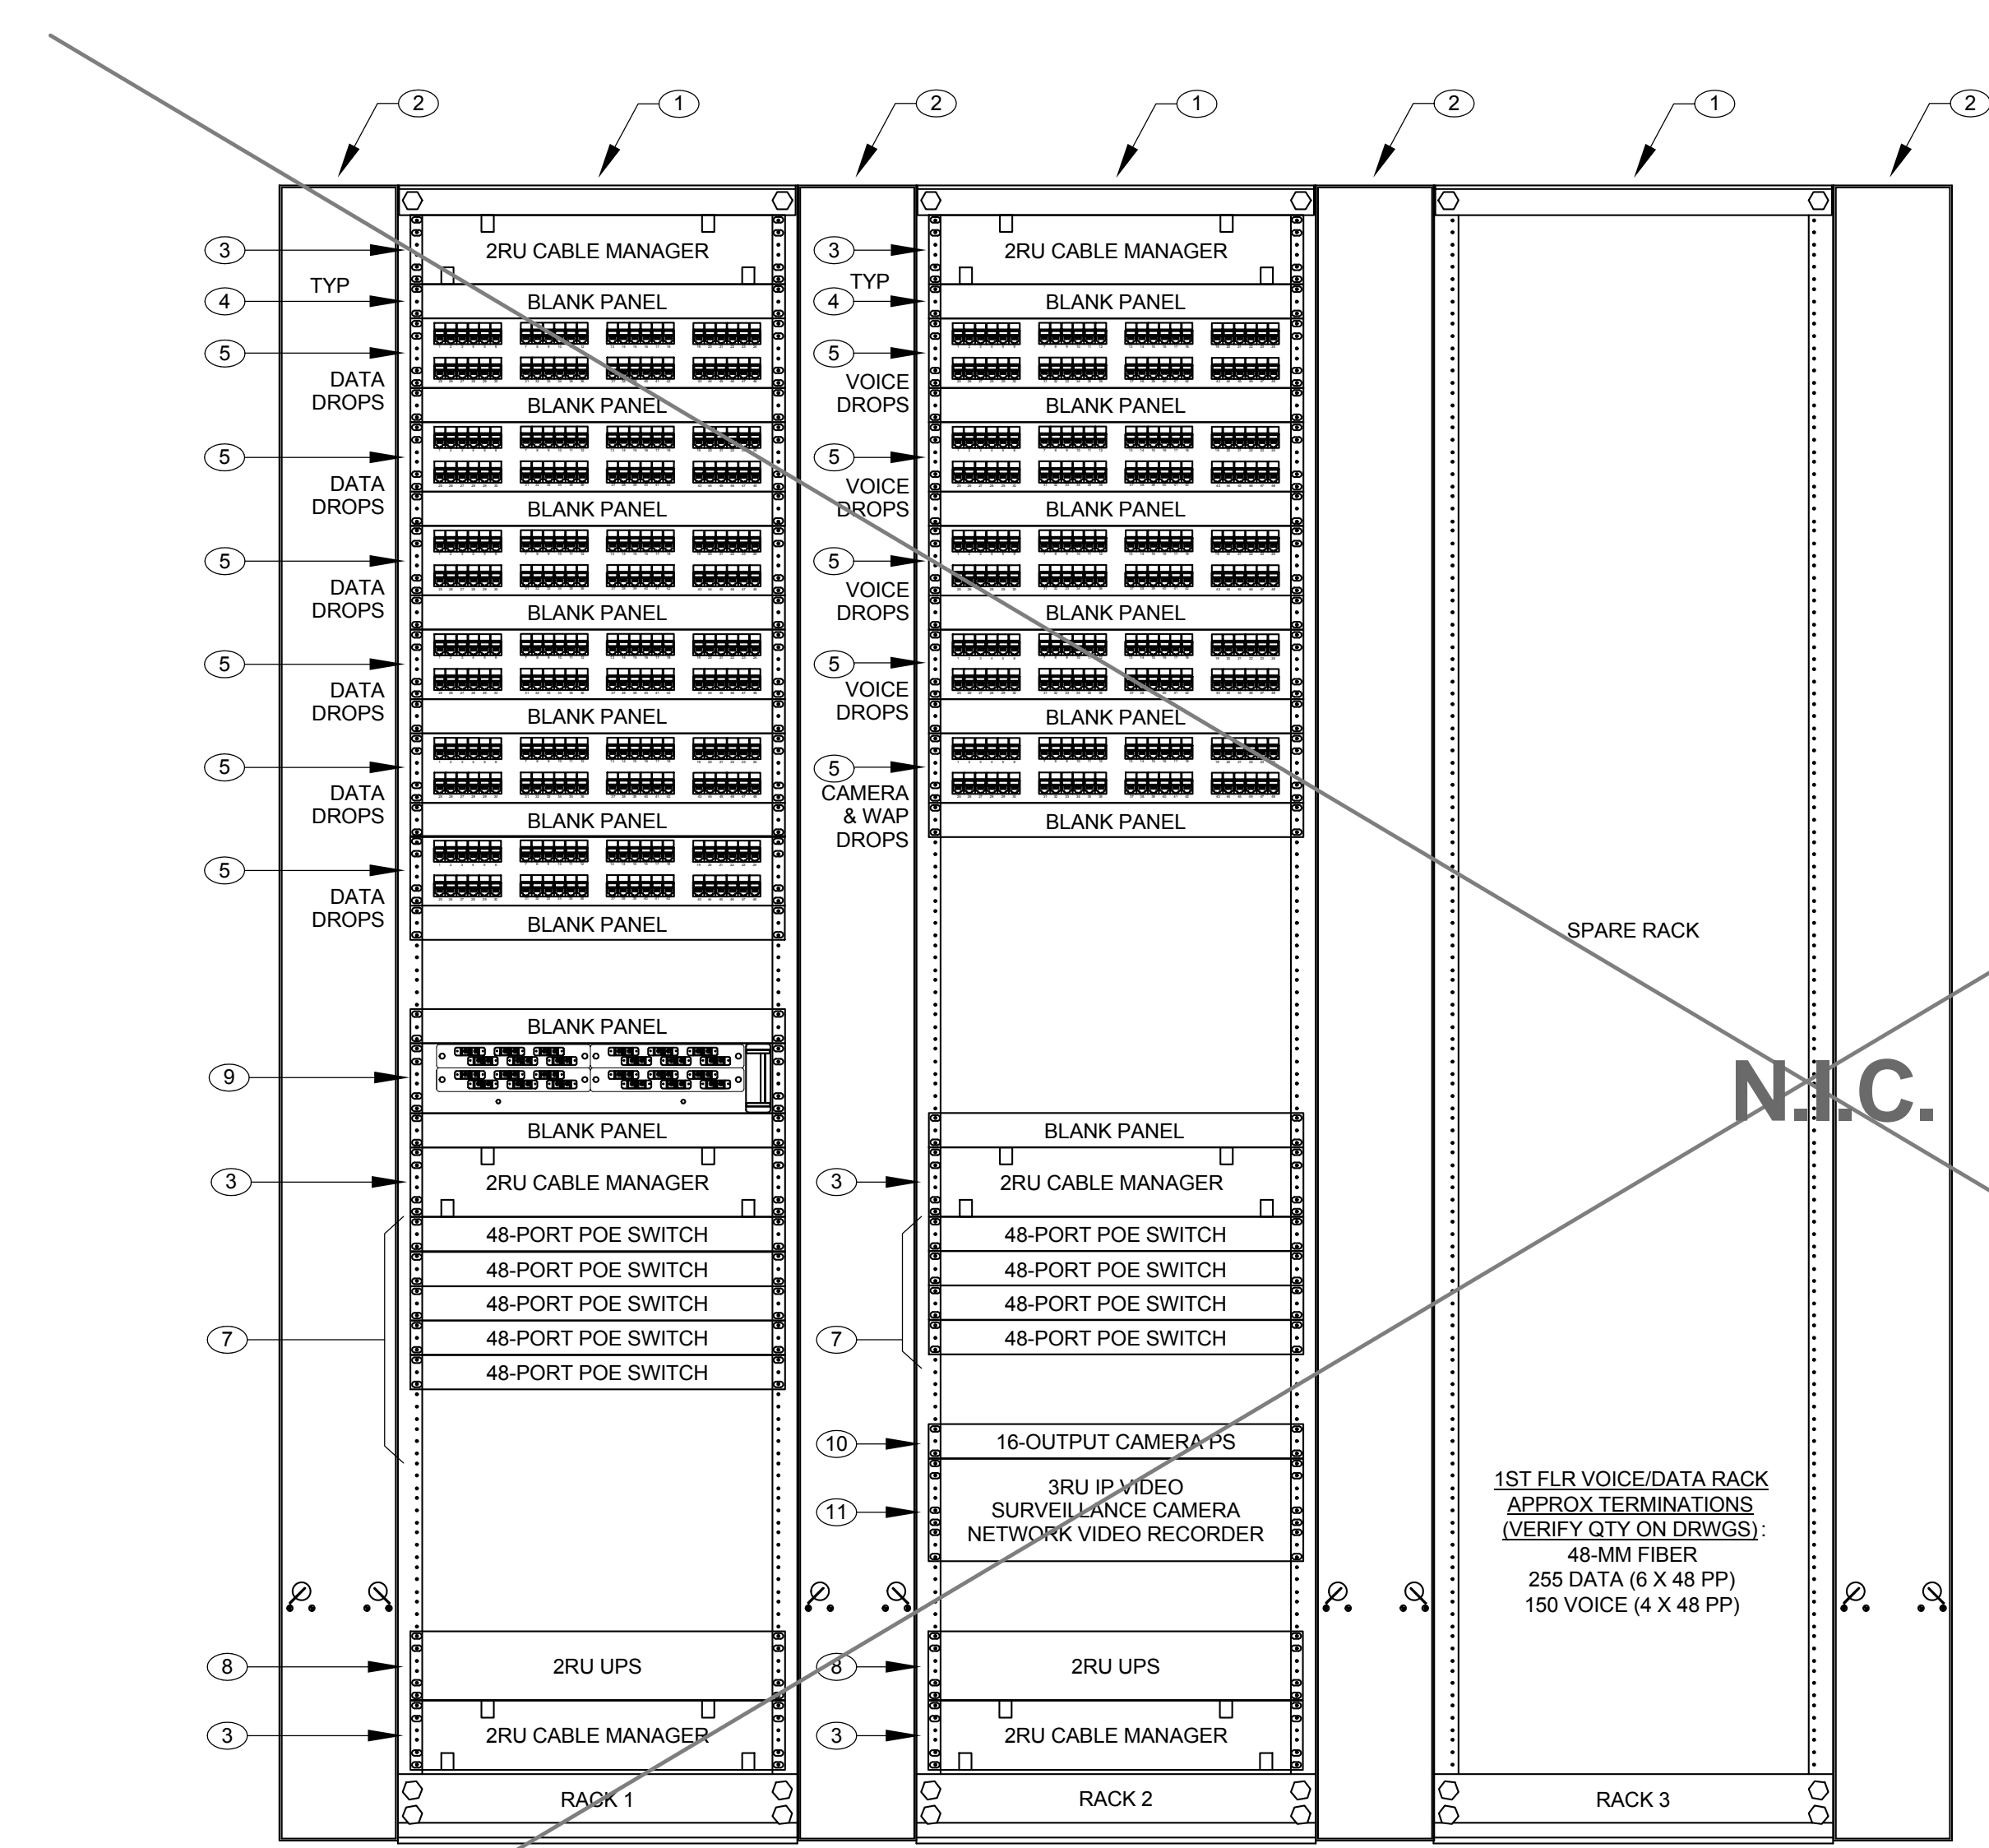 2
1
2
1
2
1
2
3
2RU CABLE MANAGER
TYP
4
BLANK PANEL
5
DATA
DROPS
BLANK PANEL
5
DATA
DROPS
BLANK PANEL
5
DATA
DROPS
BLANK PANEL
5
DATA
DROPS
BLANK PANEL
5
DATA
DROPS
BLANK PANEL
5
DATA
DROPS
BLANK PANEL
BLANK PANEL
9
BLANK PANEL
3
2RU CABLE MANAGER
48-PORT POE SWITCH
48-PORT POE SWITCH
48-PORT POE SWITCH
7
48-PORT POE SWITCH
48-PORT POE SWITCH
8
2RU UPS
3
2RU CABLE MANAGER
RACK 1
3
2RU CABLE MANAGER
TYP
4
BLANK PANEL
5
VOICE
DROPS
BLANK PANEL
5
VOICE
DROPS
BLANK PANEL
5
VOICE
DROPS
BLANK PANEL
5
VOICE
DROPS
BLANK PANEL
5
CAMERA
& WAP
DROPS
BLANK PANEL
BLANK PANEL
3
2RU CABLE MANAGER
48-PORT POE SWITCH
48-PORT POE SWITCH
48-PORT POE SWITCH
7
48-PORT POE SWITCH
10
16-OUTPUT CAMERA PS
11
3RU IP VIDEO
SURVEILLANCE CAMERA
NETWORK VIDEO RECORDER
8
2RU UPS
3
2RU CABLE MANAGER
RACK 2
SPARE RACK
N.I.C.
1ST FLR VOICE/DATA RACK
APPROX TERMINATIONS
(VERIFY QTY ON DRWGS):
48-MM FIBER
255 DATA (6 X 48 PP)
150 VOICE (4 X 48 PP)
RACK 3